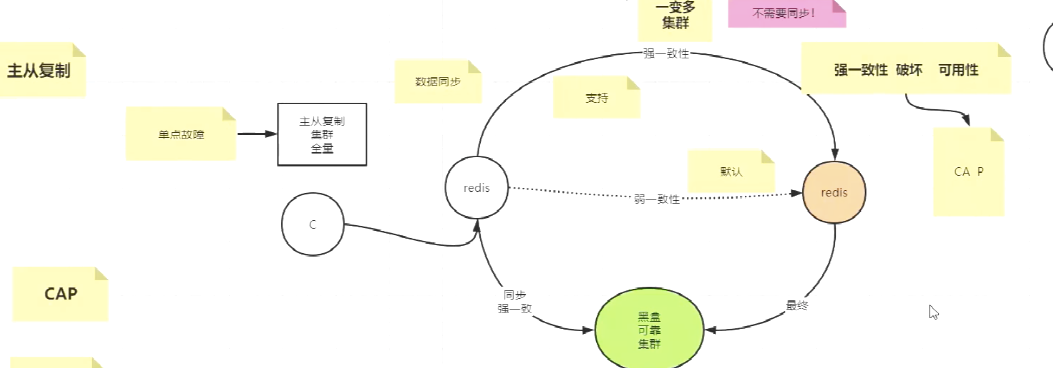 一变多
集群
不需要同步!
主从复制
数据同步
强一致性
支持
强一致性 破坏 可用性
单点故障
主从复制
集群
全量
默认
CA P
redis
redis
弱一致性
C
CAP
同步
强一致
最终
黑盒
可靠
集群